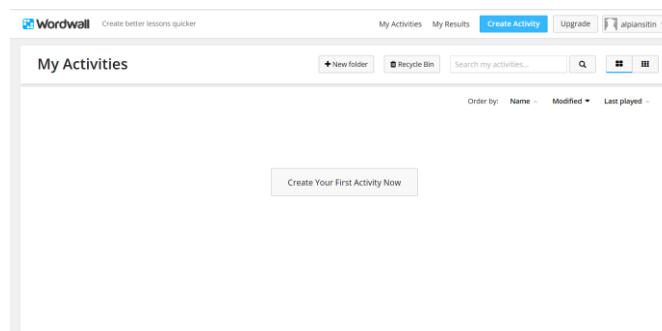 Wordwall Create better lessons quicker My Activities My Results Create Activity Upgrade alpiansitin
My Activities New folder Recycle Bin Search my activities...
Order by: Name Modified Last played
Create Your First Activity Now